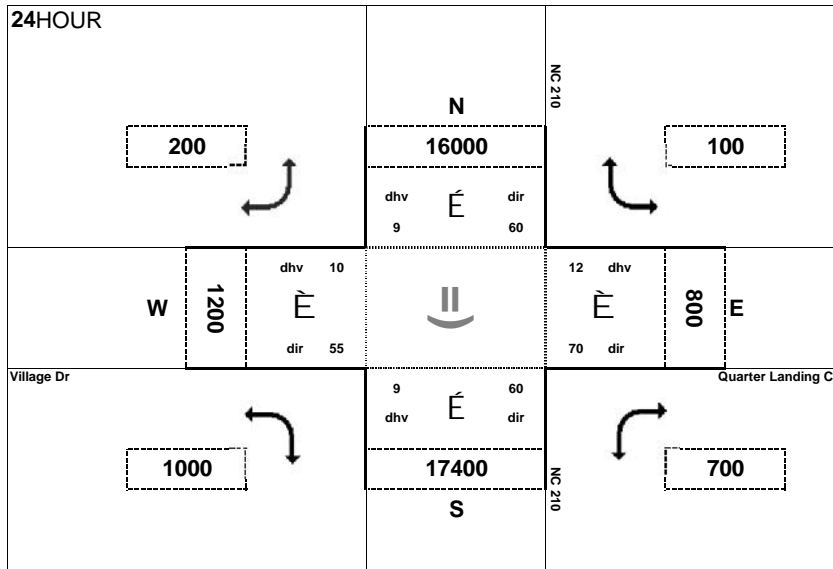 24HOUR
NC 210
N
200
16000
100
dhv É dir
9 60
dhv 10
12 dhv
W
1200
È
È
800
E
dir 55
70 dir
Village Dr
Quarter Landing C
9 60
dhv É dir
1000
17400
700
NC 210
S